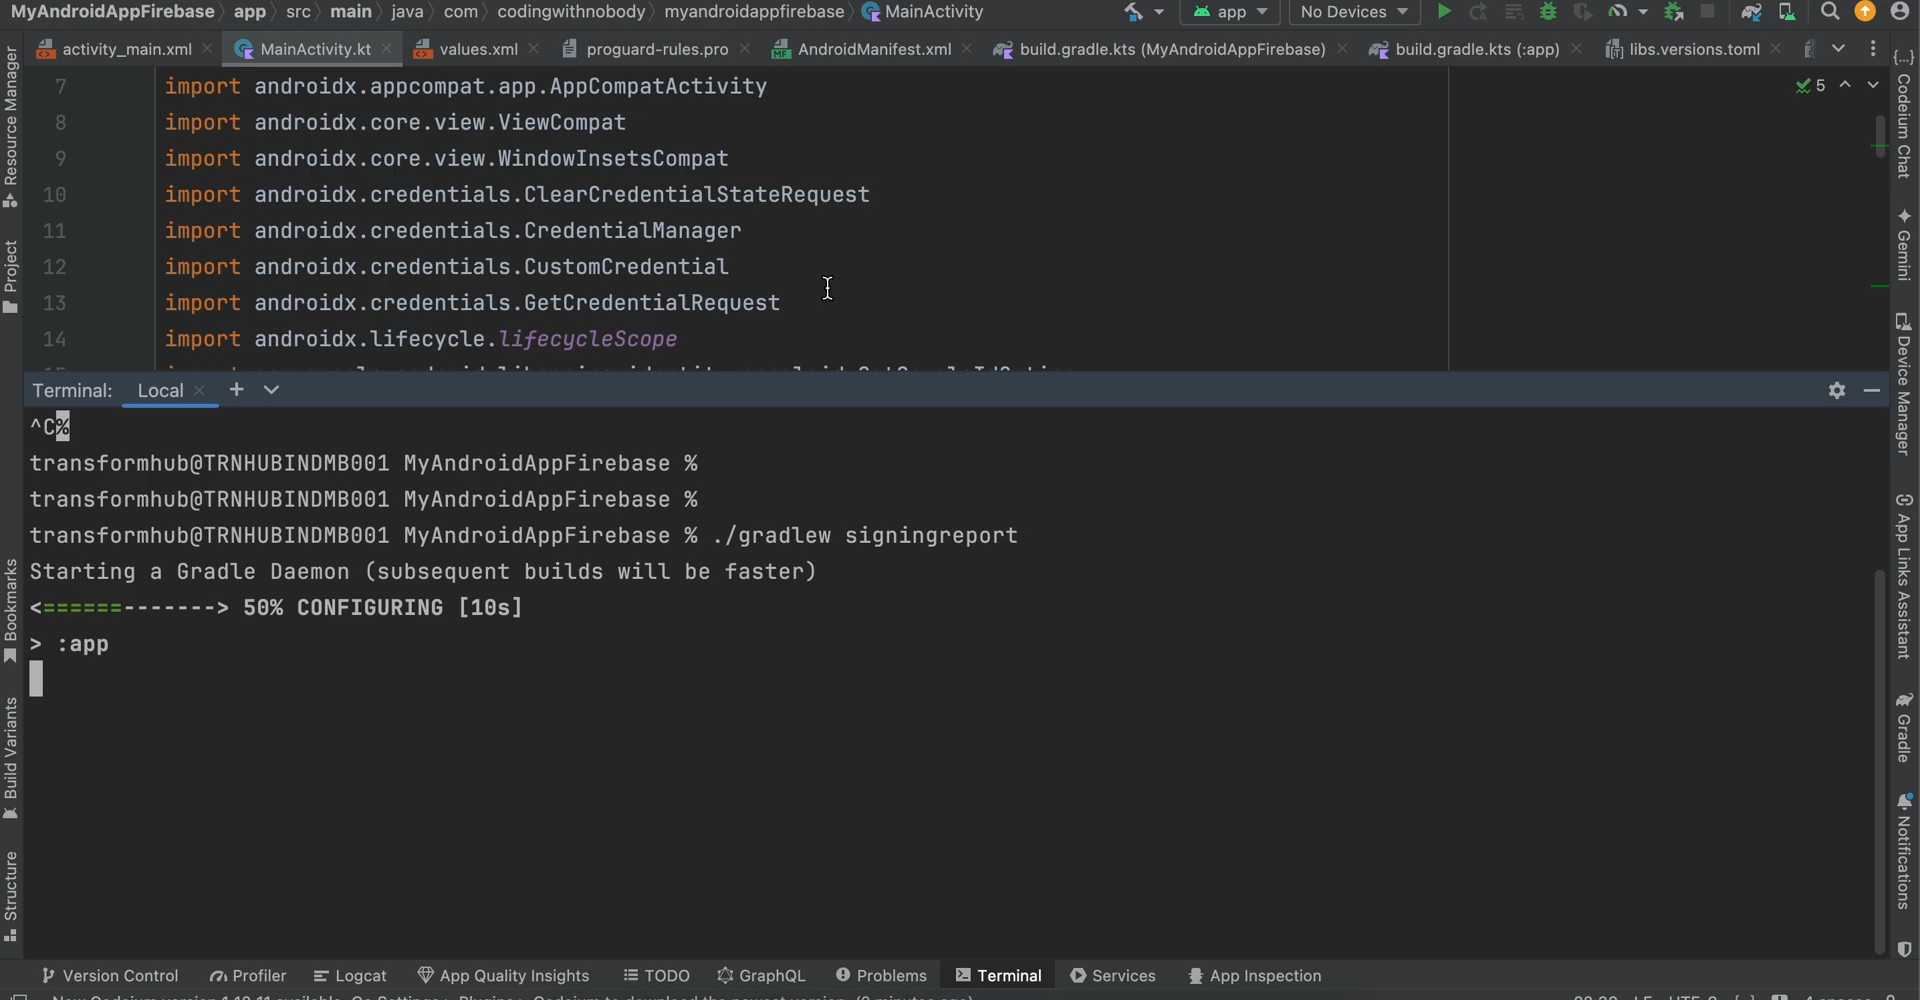 MyAndroidAppFirebase app src main java com codingwithnobody myandroidappfirebase MainActivity app No Devices
activity_main.xml MainActivity.kt values.xml proguard-rules.pro AndroidManifest.xml build.gradle.kts (MyAndroidAppFirebase) build.gradle.kts (:app) libs.versions.toml
7 import androidx.appcompat.app.AppCompatActivity 5
8 import androidx.core.view.ViewCompat
9 import androidx.core.view.WindowInsetsCompat
10 import androidx.credentials.ClearCredentialStateRequest
11 import androidx.credentials.CredentialManager
12 import androidx.credentials.CustomCredential
13 import androidx.credentials.GetCredentialRequest
14 import androidx.lifecycle.lifecycleScope
Terminal: Local
^C%
transformhub@TRNHUBINDMB001 MyAndroidAppFirebase %
transformhub@TRNHUBINDMB001 MyAndroidAppFirebase %
transformhub@TRNHUBINDMB001 MyAndroidAppFirebase % ./gradlew signingreport
Starting a Gradle Daemon (subsequent builds will be faster)
<======-------> 50% CONFIGURING [10s]
> :app
Resource Manager
Project
Bookmarks
Build Variants
Structure
{...}
Codeium Chat
Gemini
Device Manager
App Links Assistant
Gradle
Notifications
Version Control Profiler Logcat App Quality Insights TODO GraphQL Problems Terminal Services App Inspection